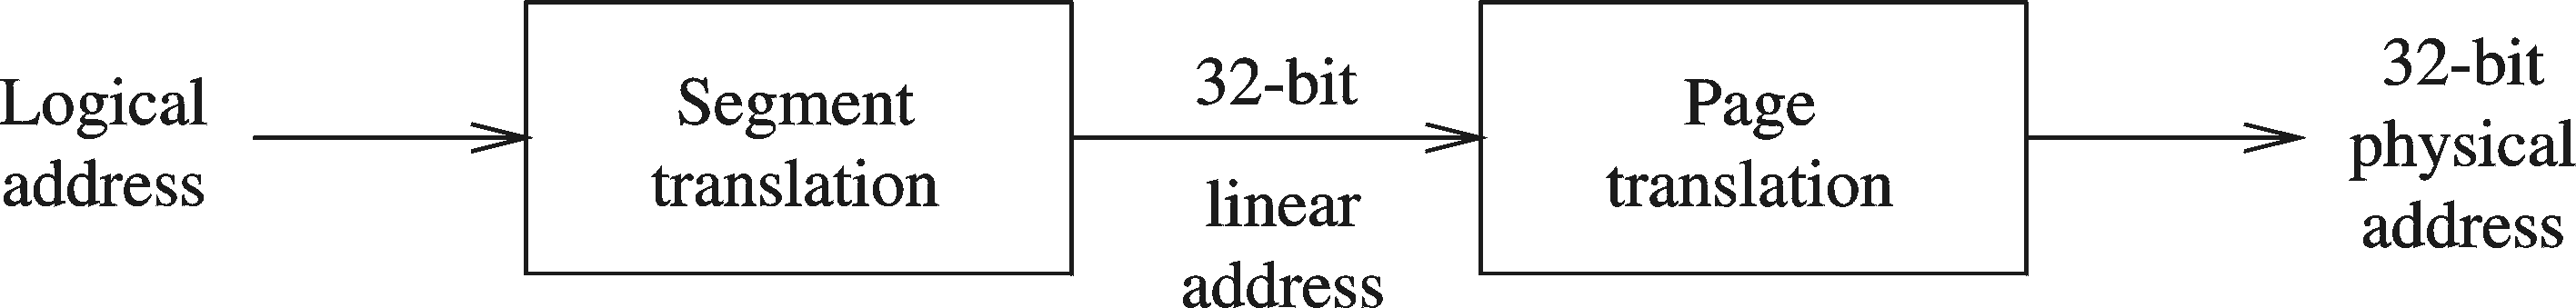 Logical
address
Segment
translation
32-bit
linear
address
Page
translation
32-bit
physical
address